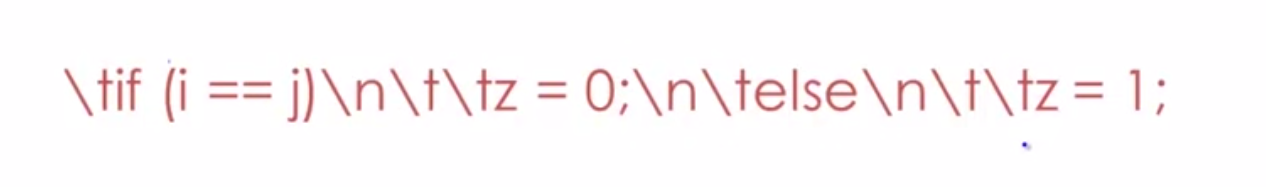 \tif (i == j)\n\t\tz = 0;\n\telse\n\t\tz = 1;